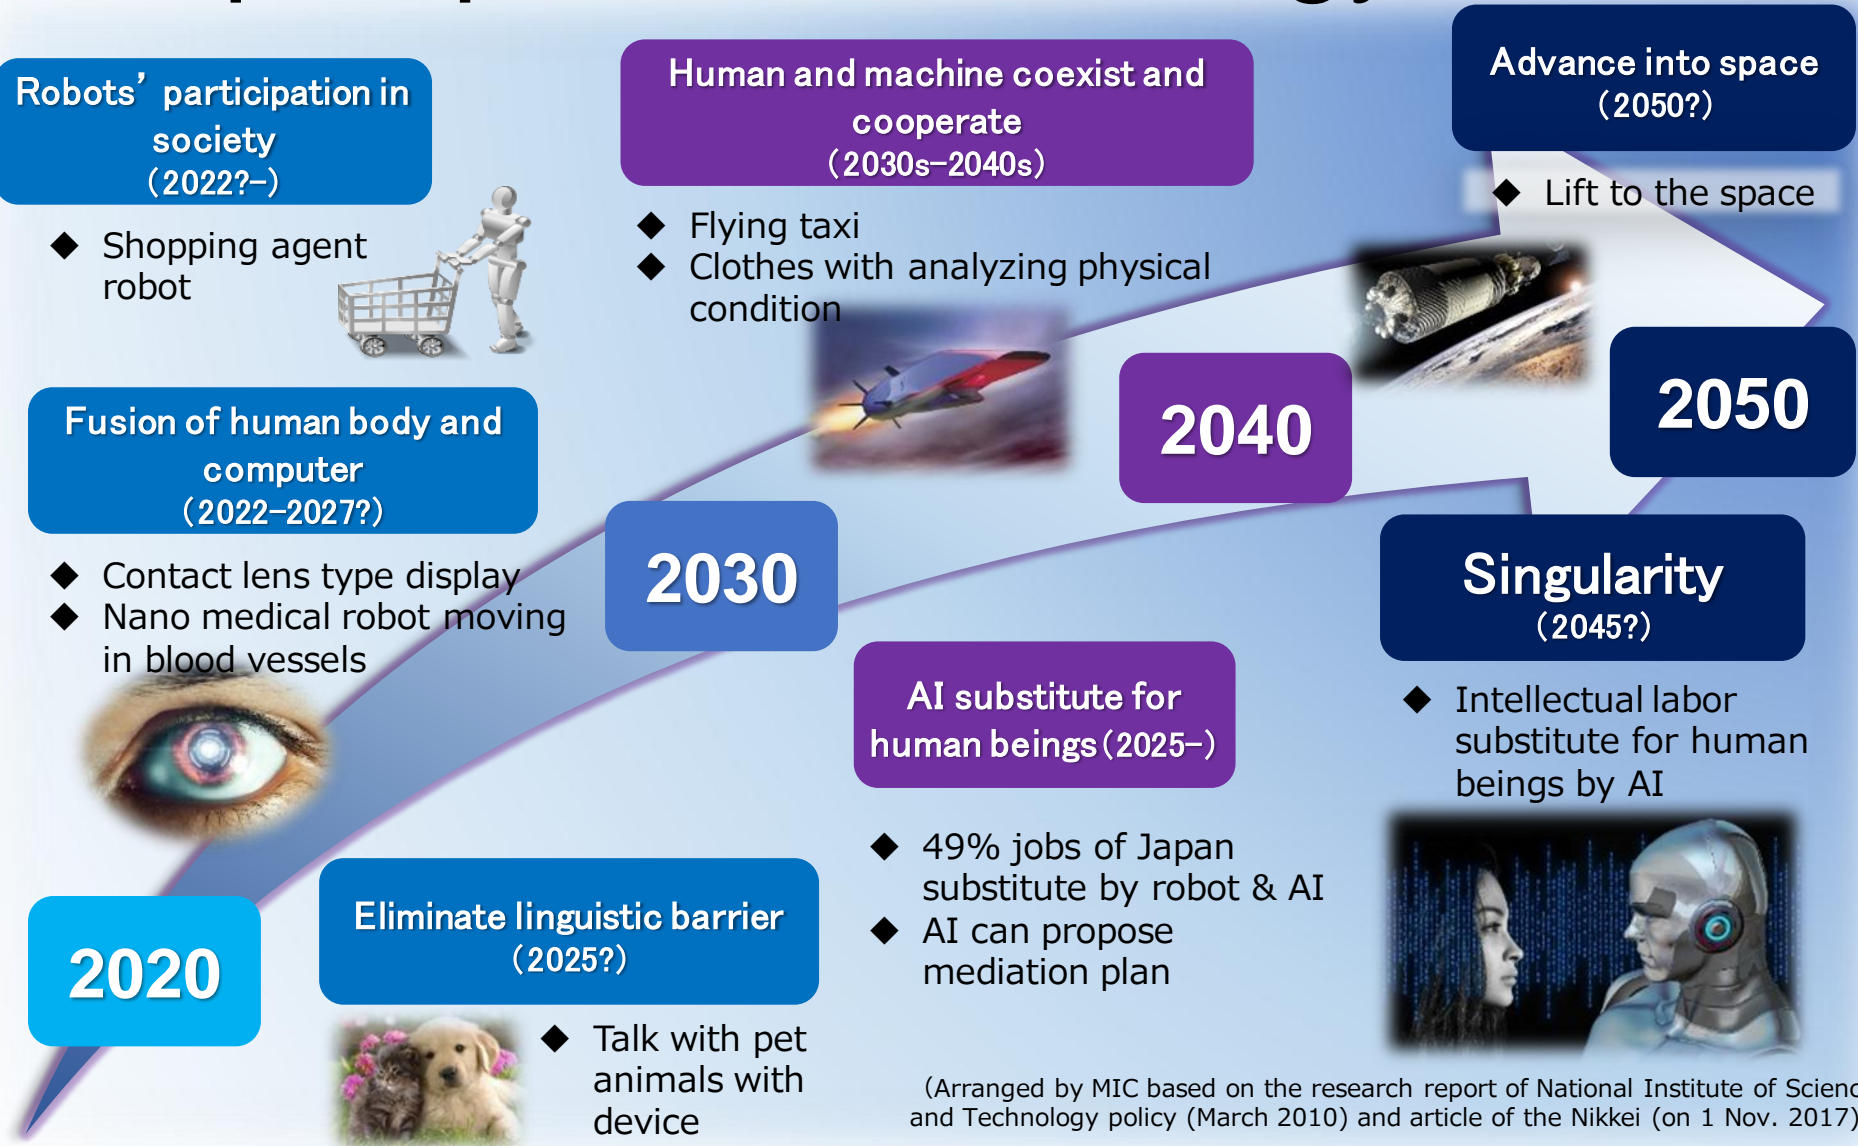 Robots’ participation in
society
(2022?-)
◆ Shopping agent
robot
Human and machine coexist and
cooperate
(2030s-2040s)
◆ Flying taxi
◆ Clothes with analyzing physical
condition
Advance into space
(2050?)
◆ Lift to the space
Fusion of human body and
computer
(2022-2027?)
◆ Contact lens type display
◆ Nano medical robot moving
in blood vessels
2020
2030
2040
2050
Eliminate linguistic barrier
(2025?)
◆ Talk with pet
animals with
device
AI substitute for
human beings(2025-)
◆ 49% jobs of Japan
substitute by robot & AI
◆ AI can propose
mediation plan
Singularity
(2045?)
◆ Intellectual labor
substitute for human
beings by AI
(Arranged by MIC based on the research report of National Institute of Scienc
and Technology policy (March 2010) and article of the Nikkei (on 1 Nov. 2017)